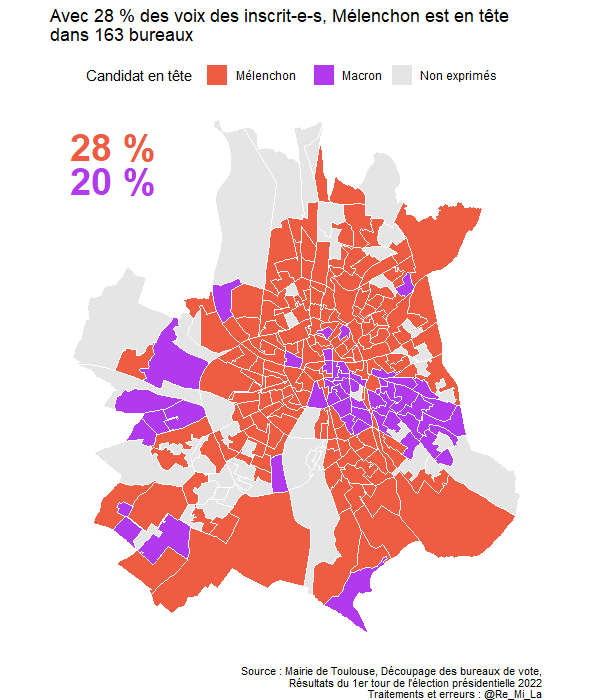 Avec 28 % des voix des inscrit-e-s, Mélenchon est en tête
dans 163 bureaux
Candidat en tête
Mélenchon
Macron
Non exprimés
28 %
20 %
Source : Mairie de Toulouse, Découpage des bureaux de vote,
Résultats du 1er tour de l'élection présidentielle 2022
Traitements et erreurs : @Re_Mi_La